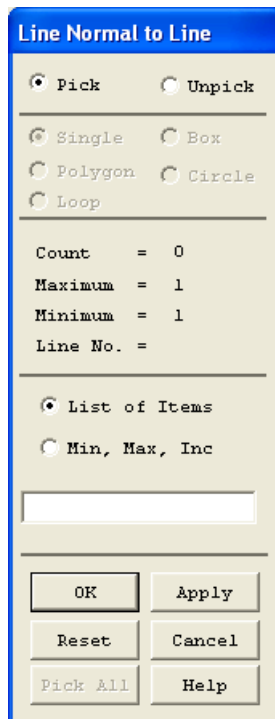 Line Normal to Line
Pick Unpick
Single Box
Polygon Circle
Loop
Count = 0
Maximum = 1
Minimum = 1
Line No. =
List of Items
Min, Max, Inc
OK Apply
Reset Cancel
Pick All Help